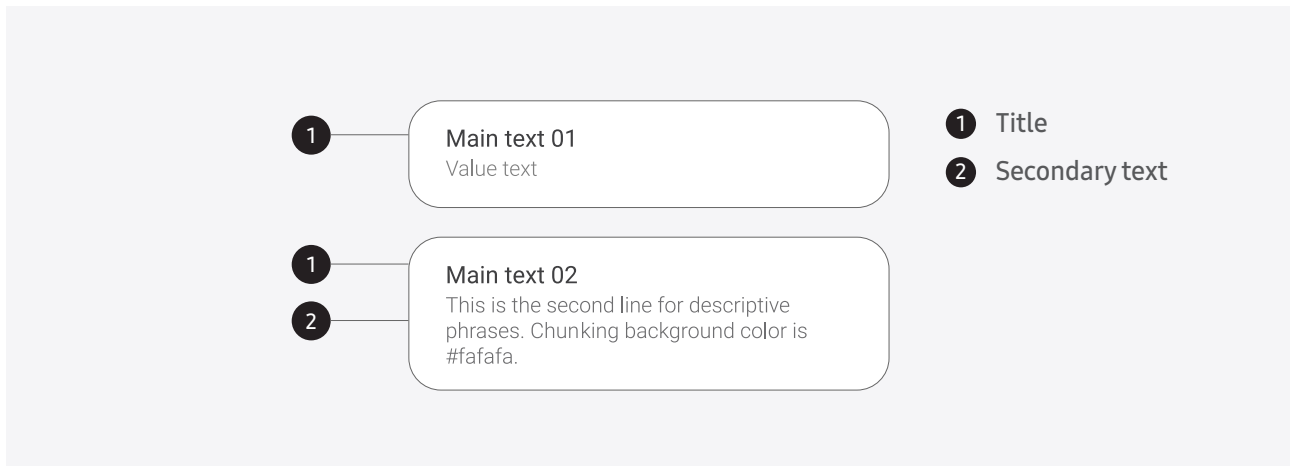 1
Main text 01
Value text
1 Title
2 Secondary text
1
Main text 02
2
This is the second line for descriptive
phrases. Chunking background color is
#fafafa.